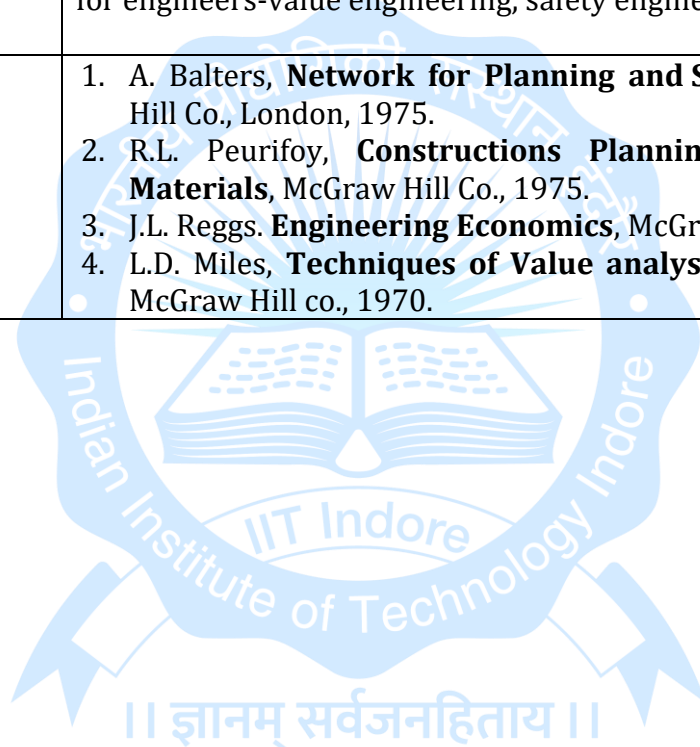 for engineers-value engineering, safety engine
1. A. Balters, Network for Planning and S
Hill Co., London, 1975.
2. R.L. Peurifoy, Constructions Plannin
Materials, McGraw Hill Co., 1975.
3. J.L. Reggs. Engineering Economics, McGr
4. L.D. Miles, Techniques of Value analys
McGraw Hill co., 1970.
भारतीय प्रौद्योगिकी संस्थान इंदौर
Indian Institute of Technology Indore
IIT Indore
।। ज्ञानम् सर्वजनहिताय ।।